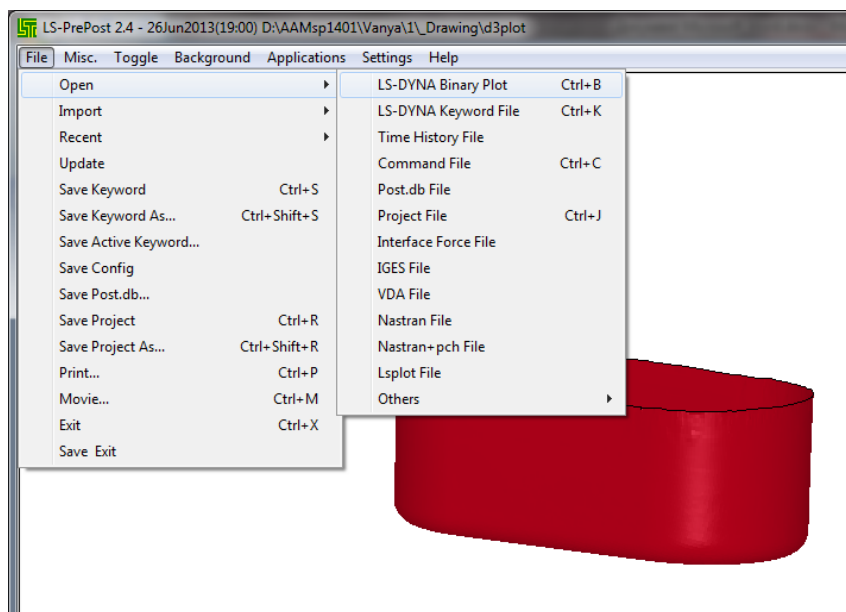 LS-PrePost 2.4 - 26Jun2013(19:00) D:\AAMsp1401\Vanya\1\_Drawing\d3plot
File Misc. Toggle Background Applications Settings Help
Open
Import
Recent
Update
Save Keyword Ctrl+S
Save Keyword As... Ctrl+Shift+S
Save Active Keyword...
Save Config
Save Post.db...
Save Project Ctrl+R
Save Project As... Ctrl+Shift+R
Print... Ctrl+P
Movie... Ctrl+M
Exit Ctrl+X
Save Exit
LS-DYNA Binary Plot Ctrl+B
LS-DYNA Keyword File Ctrl+K
Time History File
Command File Ctrl+C
Post.db File
Project File Ctrl+J
Interface Force File
IGES File
VDA File
Nastran File
Nastran+pch File
Lsplot File
Others